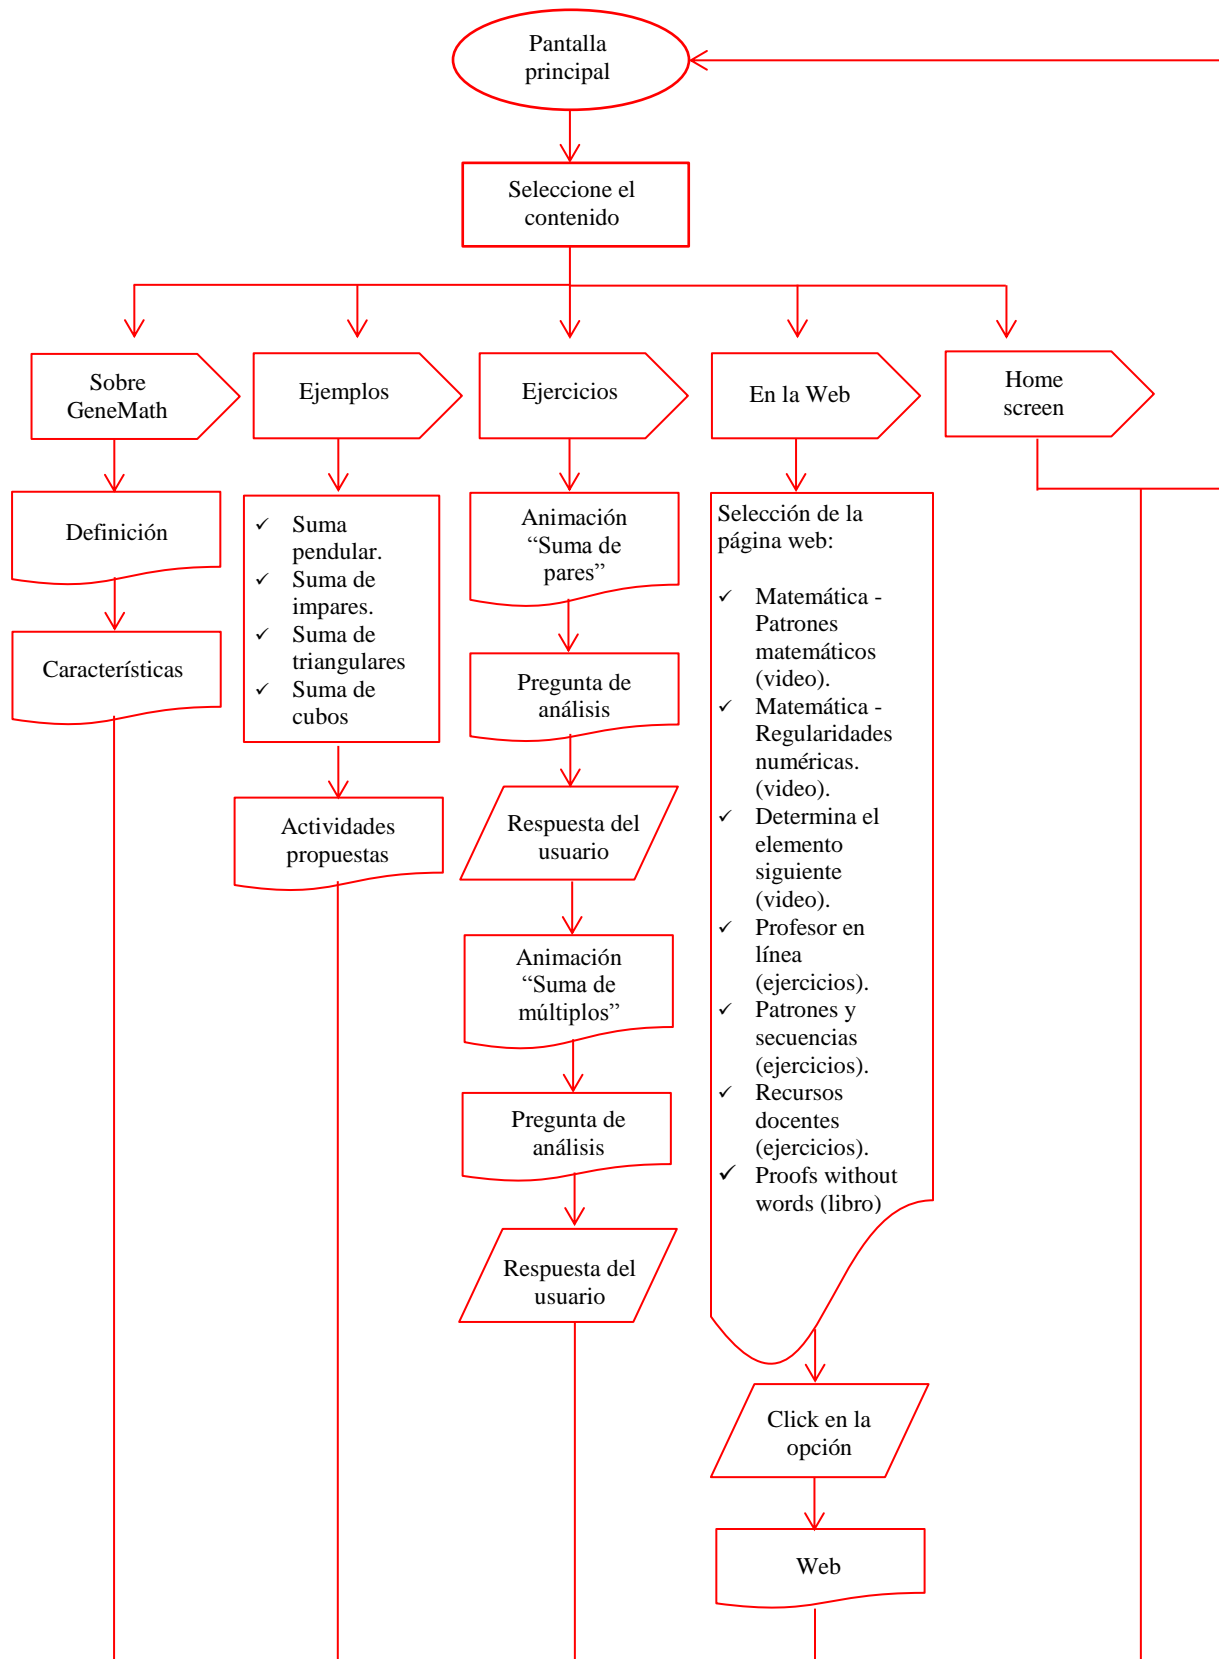 Pantalla
principal
Seleccione el
contenido
Sobre
GeneMath
Ejemplos
Ejercicios
En la Web
Home
screen
Definición
Características
✓ Suma
pendular.
✓ Suma de
impares.
✓ Suma de
triangulares
✓ Suma de
cubos
Actividades
propuestas
Animación
“Suma de
pares”
Pregunta de
análisis
Respuesta del
usuario
Animación
“Suma de
múltiplos”
Pregunta de
análisis
Respuesta del
usuario
Selección de la
página web:
✓ Matemática -
Patrones
matemáticos
(video).
✓ Matemática -
Regularidades
numéricas.
(video).
✓ Determina el
elemento
siguiente
(video).
✓ Profesor en
línea
(ejercicios).
✓ Patrones y
secuencias
(ejercicios).
✓ Recursos
docentes
(ejercicios).
✓ Proofs without
words (libro)
Click en la
opción
Web